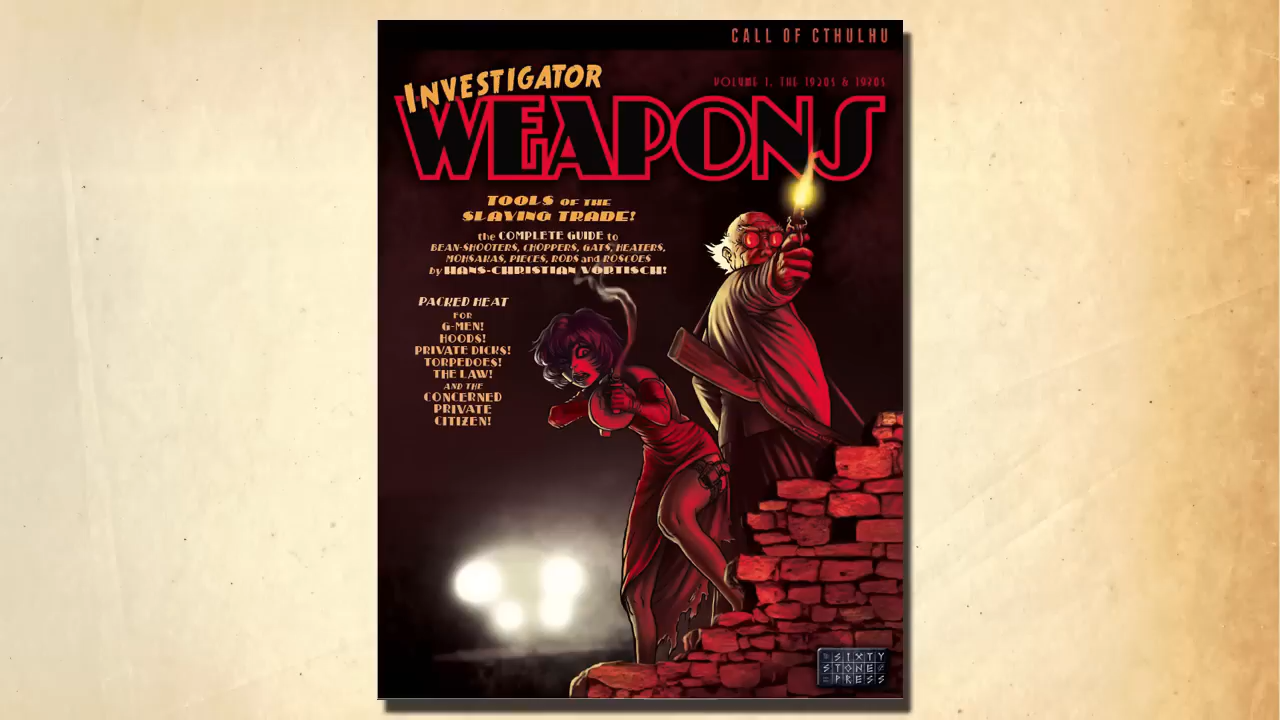 CALL OF CTHULHU
INVESTIGATOR
VOLUME 1. THE 1920S & 1930S
WEAPONS
TOOLS OF THE
SLAYING TRADE!
the COMPLETE GUIDE to
BEAN-SHOOTERS, CHOPPERS, GATS, HEATERS,
MOHSAKAS, PIECES, RODS and ROSCOES
by HANS-CHRISTIAN VORTISCH!
PACKED HEAT
FOR
G-MEN!
HOODS!
PRIVATE DICKS!
TORPEDOES!
THE LAW!
AND THE
CONCERNED
PRIVATE
CITIZEN!
SIXTY
STONE
PRESS